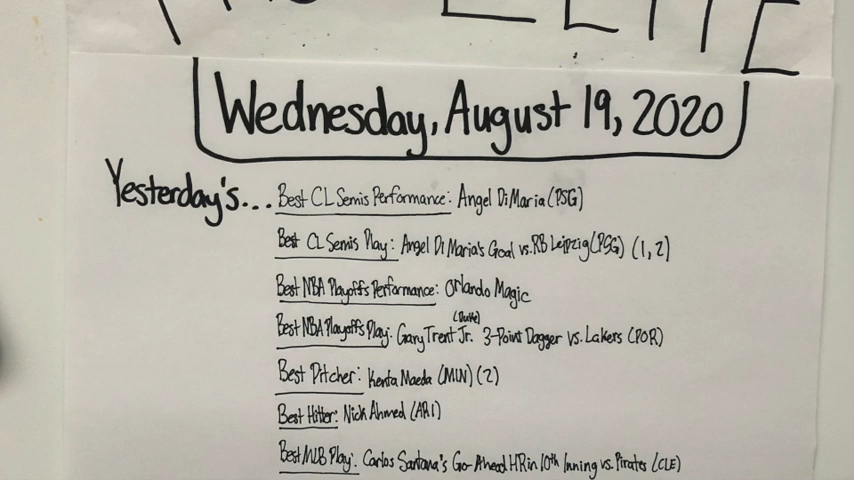 Wednesday, August 19, 2020
Yesterday's...
Best CL Semis Performance: Angel Di Maria (PSG)
Best CL Semis Play: Angel Di Maria's Goal vs. RB Leipzig (PSG) (1, 2)
Best NBA Playoffs Performance: Orlando Magic
(Duke)
Best NBA Playoffs Play: Gary Trent Jr. 3-Point Dagger vs. Lakers (POR)
Best Pitcher: Kenta Maeda (MIN) (2)
Best Hitter: Nick Ahmed (ARI)
Best MLB Play: Carlos Santana's Go-Ahead HR in 10th Inning vs. Pirates (CLE)